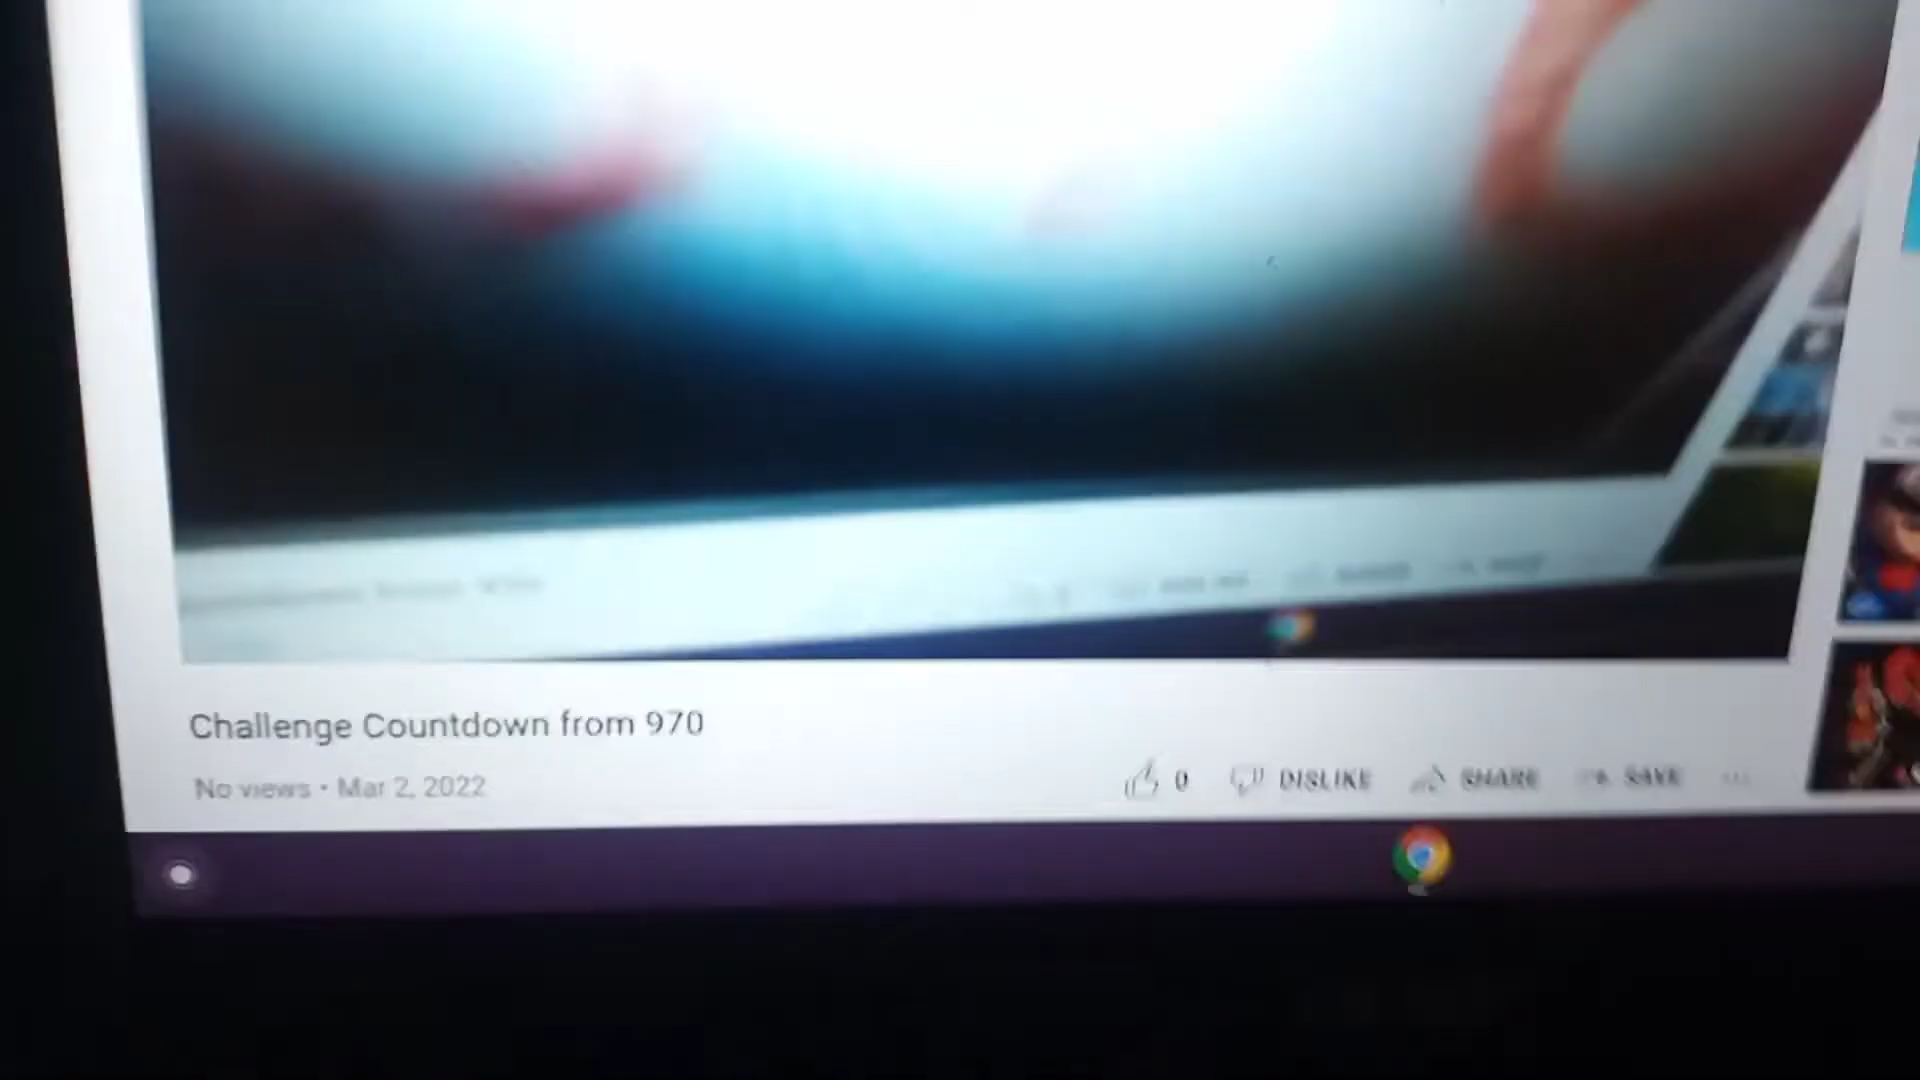 Challenge Countdown from 970
No views • Mar 2, 2022
0 DISLIKE SHARE SAVE